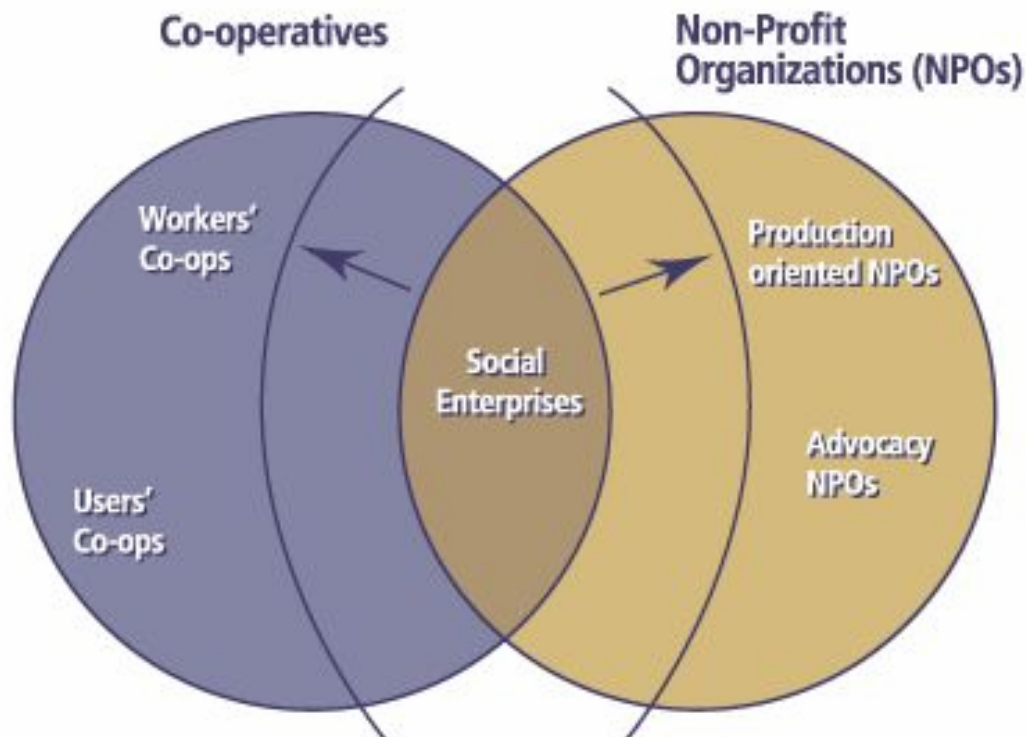 Co-operatives
Non-Profit
Organizations (NPOs)
Workers'
Co-ops
Production
oriented NPOs
Social
Enterprises
Advocacy
NPOs
Users'
Co-ops